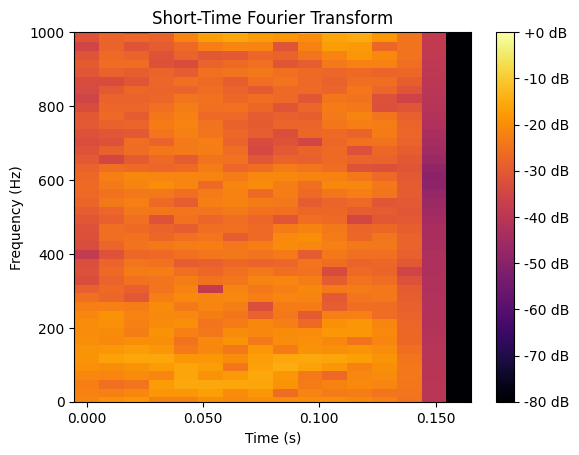 Short-Time Fourier Transform
1000
800
600
400
200
0
Frequency (Hz)
0.000
0.050
0.100
0.150
Time (s)
+0 dB
-10 dB
-20 dB
-30 dB
-40 dB
-50 dB
-60 dB
-70 dB
-80 dB